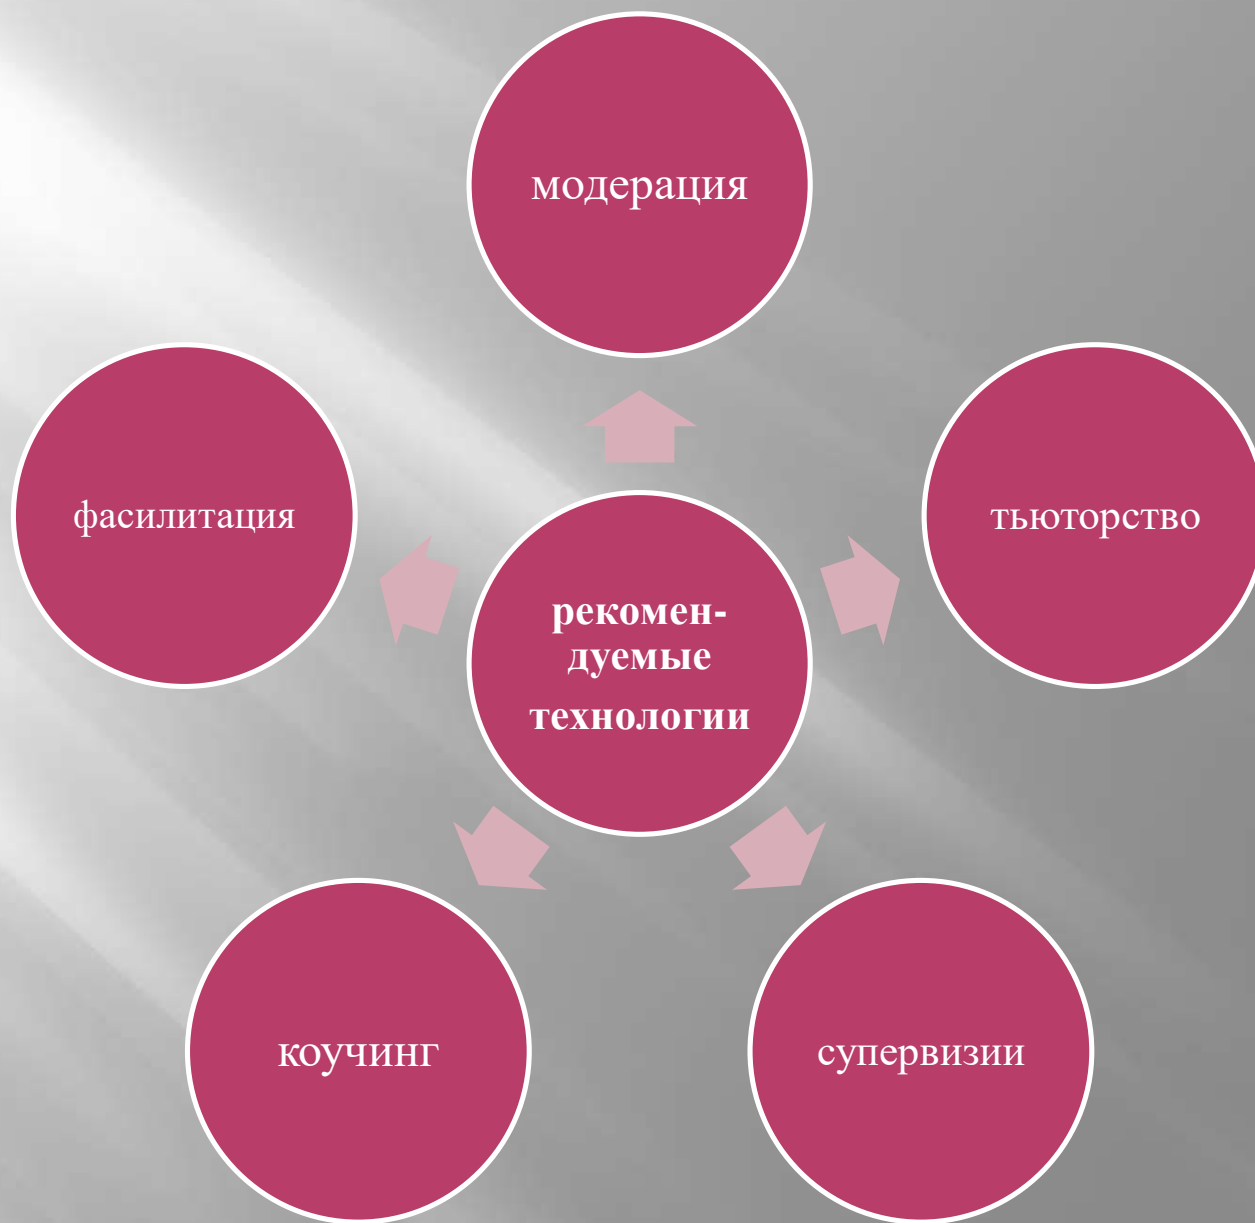 модерация
фасилитация
тьюторство
рекомен-
дуемые
технологии
коучинг
супервизии